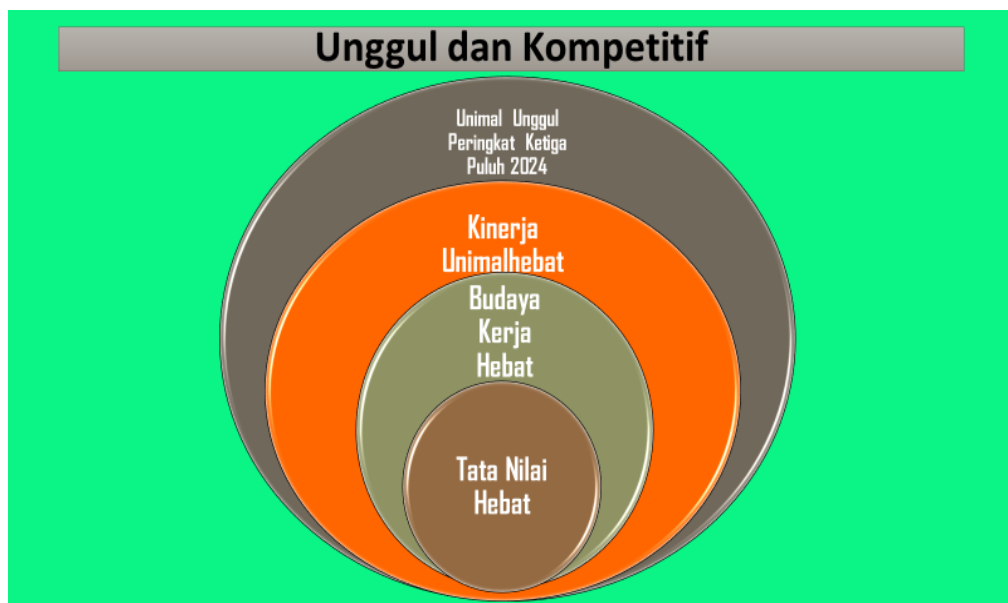 Unggul dan Kompetitif
Unimal Unggul
Peringkat Ketiga
Puluh 2024
Kinerja
Unimalhebat
Budaya
Kerja
Hebat
Tata Nilai
Hebat